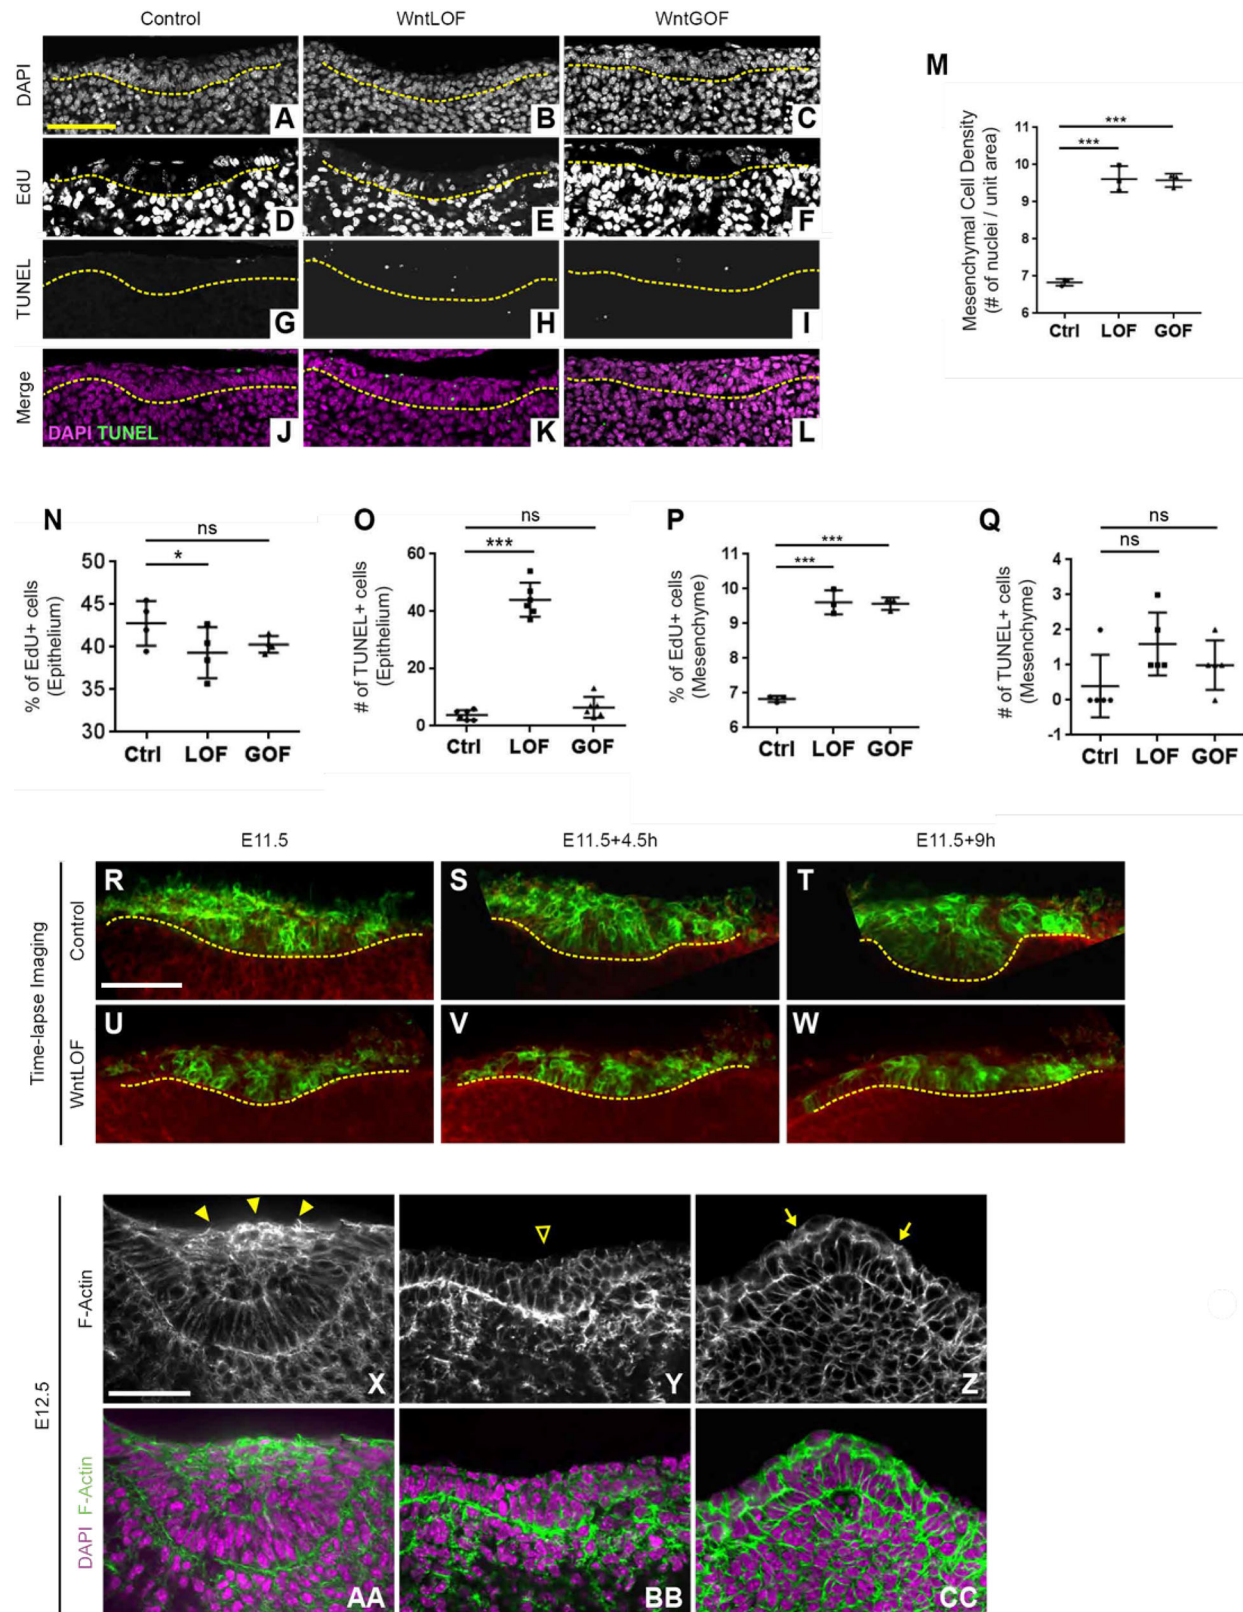 Control WntLOF WntGOF
DAPI
A B C
EdU
D E F
TUNEL
G H I
Merge
DAPI TUNEL
J K L
M
Mesenchymal Cell Density
(# of nuclei / unit area)
***
***
11
10
9
8
7
6
Ctrl LOF GOF
N
% of EdU+ cells
(Epithelium)
ns
*
50
45
40
35
30
Ctrl LOF GOF
O
# of TUNEL+ cells
(Epithelium)
ns
***
60
40
20
0
Ctrl LOF GOF
P
% of EdU+ cells
(Mesenchyme)
***
***
11
10
9
8
7
6
Ctrl LOF GOF
Q
# of TUNEL+ cells
(Mesenchyme)
ns
ns
4
3
2
1
0
-1
Ctrl LOF GOF
E11.5 E11.5+4.5h E11.5+9h
Time-lapse Imaging
Control
R S T
WntLOF
U V W
E12.5
F-Actin
X Y Z
DAPI F-Actin
AA BB CC